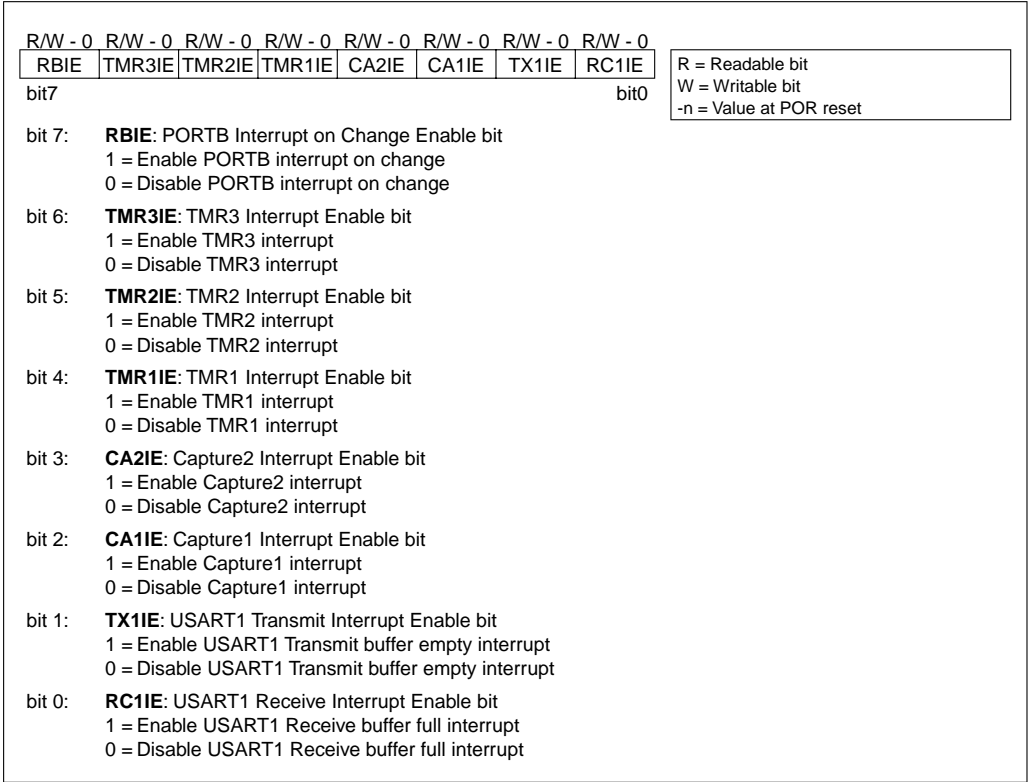 R/W - 0 R/W - 0 R/W - 0 R/W - 0 R/W - 0 R/W - 0 R/W - 0 R/W - 0
RBIE TMR3IE TMR2IE TMR1IE CA2IE CA1IE TX1IE RC1IE
bit7 bit0
R = Readable bit
W = Writable bit
-n = Value at POR reset
bit 7: RBIE: PORTB Interrupt on Change Enable bit
1 = Enable PORTB interrupt on change
0 = Disable PORTB interrupt on change
bit 6: TMR3IE: TMR3 Interrupt Enable bit
1 = Enable TMR3 interrupt
0 = Disable TMR3 interrupt
bit 5: TMR2IE: TMR2 Interrupt Enable bit
1 = Enable TMR2 interrupt
0 = Disable TMR2 interrupt
bit 4: TMR1IE: TMR1 Interrupt Enable bit
1 = Enable TMR1 interrupt
0 = Disable TMR1 interrupt
bit 3: CA2IE: Capture2 Interrupt Enable bit
1 = Enable Capture2 interrupt
0 = Disable Capture2 interrupt
bit 2: CA1IE: Capture1 Interrupt Enable bit
1 = Enable Capture1 interrupt
0 = Disable Capture1 interrupt
bit 1: TX1IE: USART1 Transmit Interrupt Enable bit
1 = Enable USART1 Transmit buffer empty interrupt
0 = Disable USART1 Transmit buffer empty interrupt
bit 0: RC1IE: USART1 Receive Interrupt Enable bit
1 = Enable USART1 Receive buffer full interrupt
0 = Disable USART1 Receive buffer full interrupt